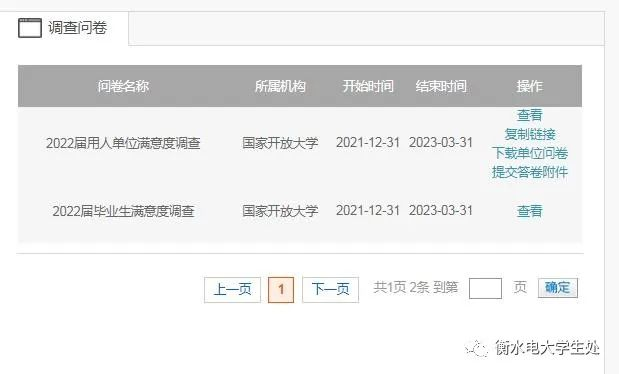 调查问卷
问卷名称 所属机构 开始时间 结束时间 操作
2022届用人单位满意度调查 国家开放大学 2021-12-31 2023-03-31 查看
复制链接
下载单位问卷
提交答卷附件
2022届毕业生满意度调查 国家开放大学 2021-12-31 2023-03-31 查看
上一页 1 下一页 共1页 2条 到第 页 确定
衡水电大学生处